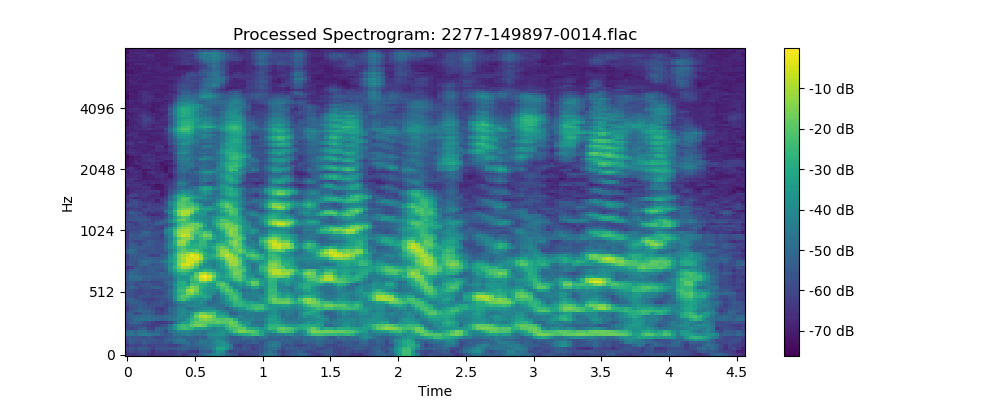 Processed Spectrogram: 2277-149897-0014.flac
Hz
4096
2048
1024
512
0
0
0.5
1
1.5
2
2.5
3
3.5
4
4.5
Time
-10 dB
-20 dB
-30 dB
-40 dB
-50 dB
-60 dB
-70 dB